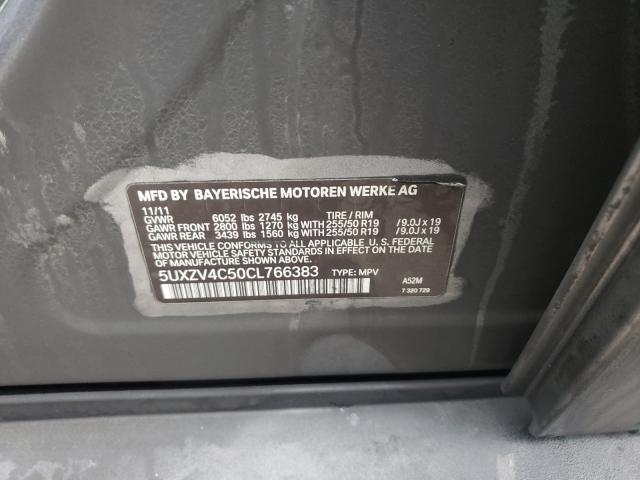 MFD BY BAYERISCHE MOTOREN WERKE AG
11/11
GVWR 6052 lbs 2745 kg TIRE / RIM
GAWR FRONT 2800 lbs 1270 kg WITH 255/50 R19 /9.0J x 19
GAWR REAR 3439 lbs 1560 kg WITH 255/50 R19 /9.0J x 19
THIS VEHICLE CONFORMS TO ALL APPLICABLE U.S. FEDERAL
MOTOR VEHICLE SAFETY STANDARDS
IN EFFECT ON THE DATE OF MANUFACTURE SHOWN ABOVE.
5UXZV4C50CL766383 TYPE: MPV A52M
7 320 729